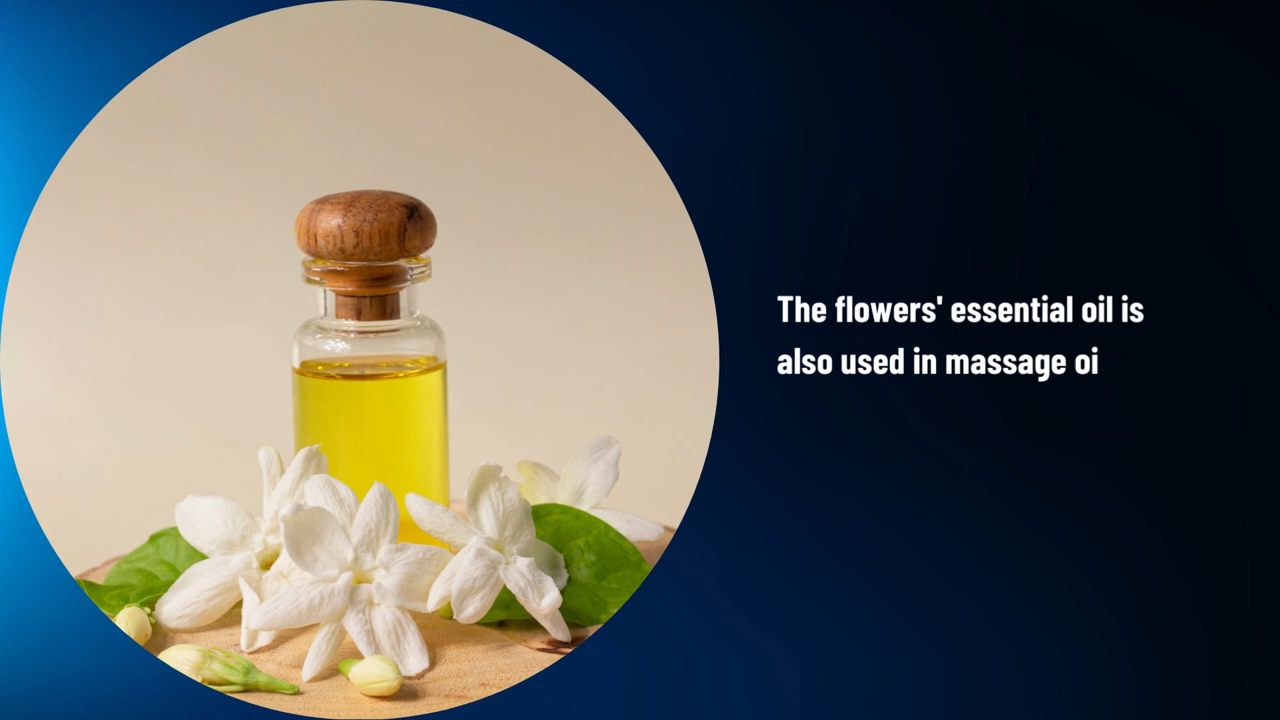 The flowers' essential oil is
also used in massage oi